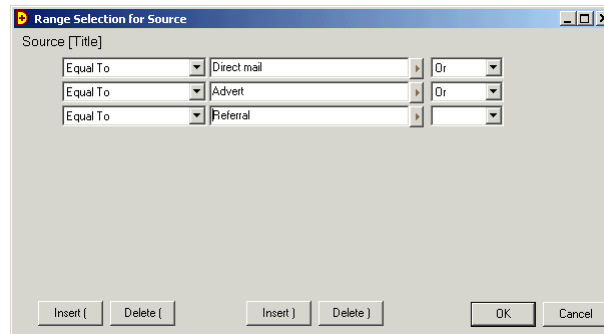 Range Selection for Source
Source [Title]
Equal To Direct mail Or
Equal To Advert Or
Equal To Referral
Insert ( Delete ( Insert ) Delete ) OK Cancel